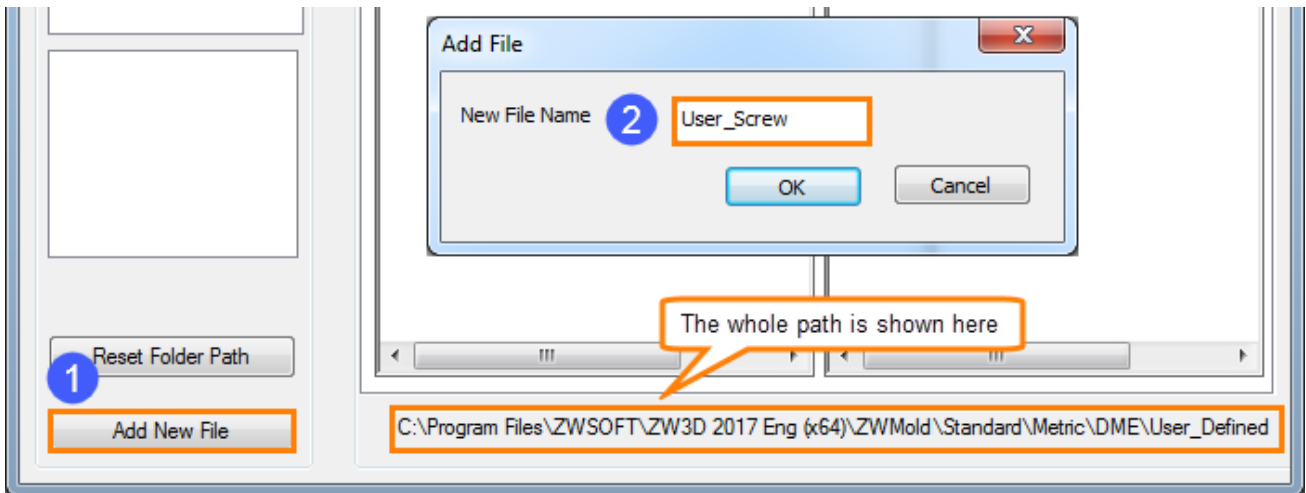 Add File
X
New File Name
2
User_Screw
OK
Cancel
The whole path is shown here
Reset Folder Path
1
Add New File
C:\Program Files\ZWSOFT\ZW3D 2017 Eng (x64)\ZWMold\Standard\Metric\DME\User_Defined